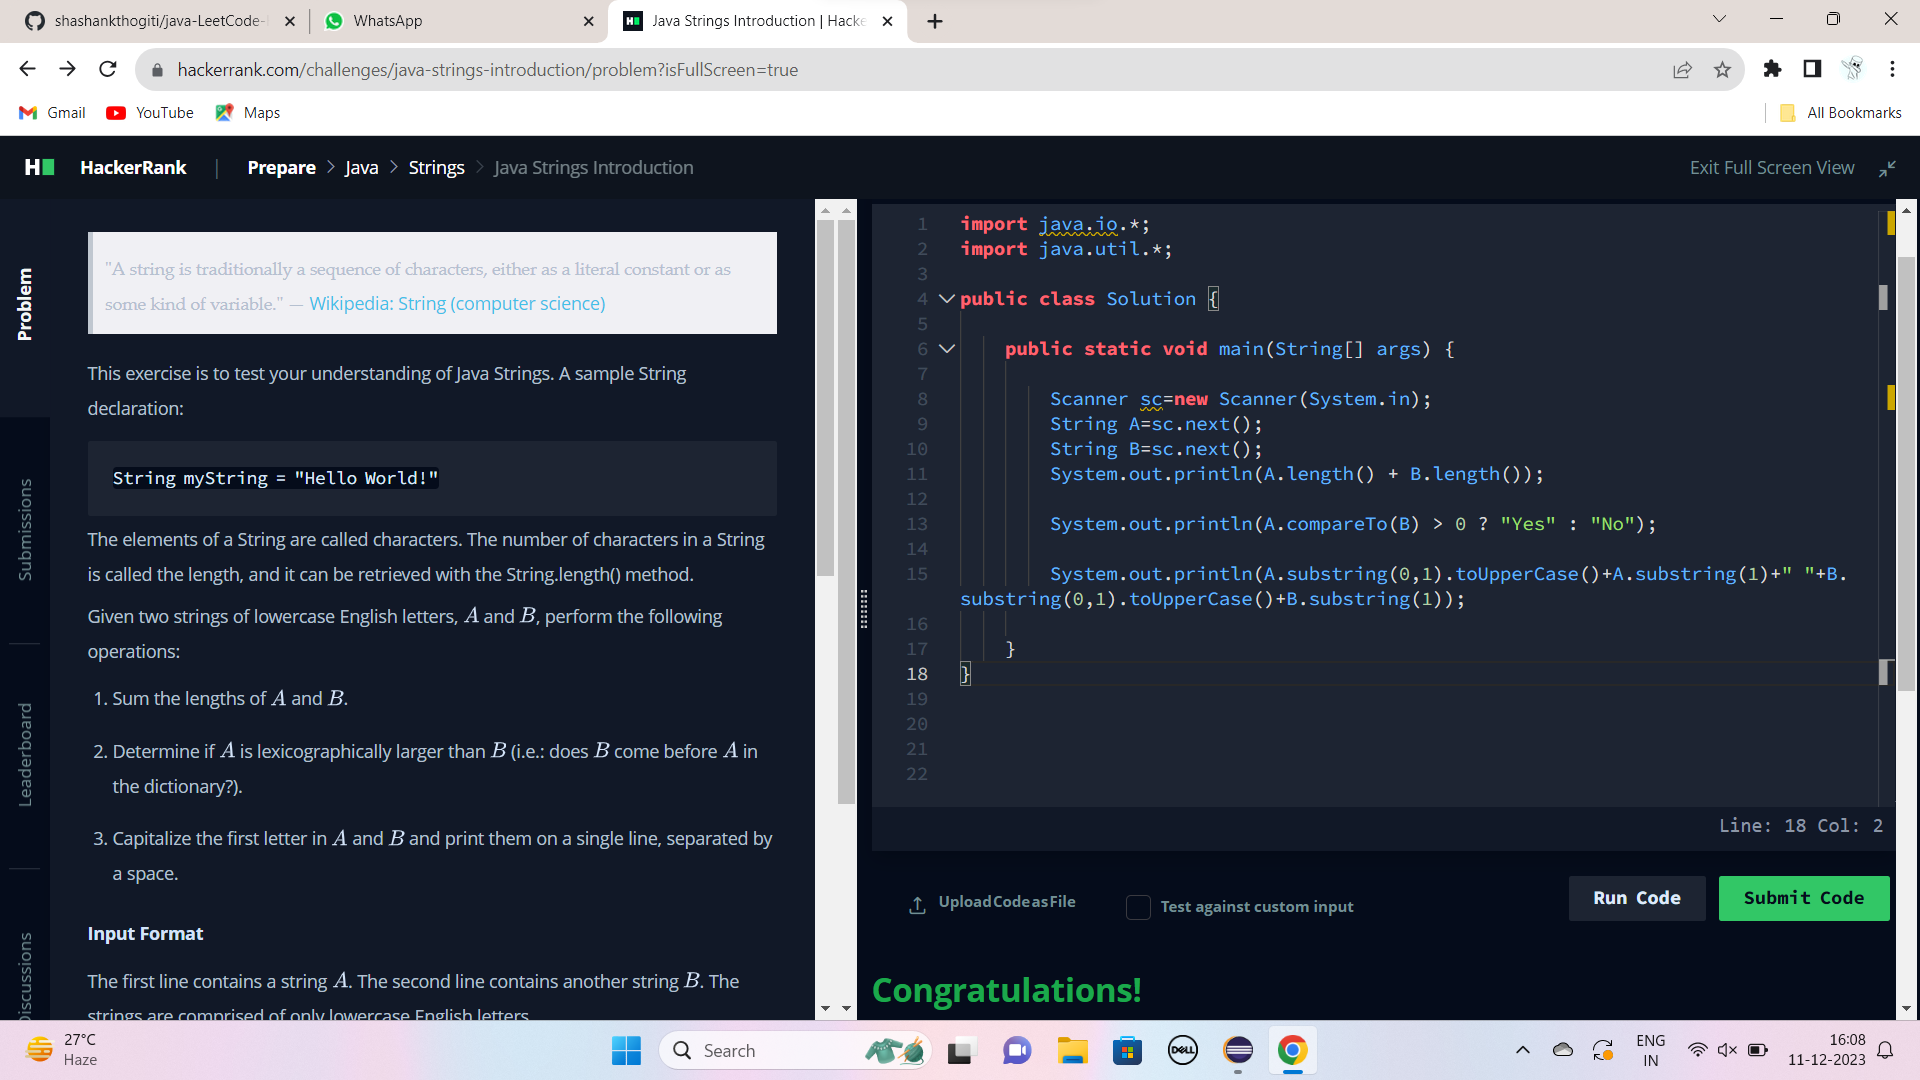 shashankthogiti/java-LeetCode-
WhatsApp
Java Strings Introduction | Hacke
hackerrank.com/challenges/java-strings-introduction/problem?isFullScreen=true
Gmail
YouTube
Maps
All Bookmarks
HackerRank
Prepare > Java > Strings > Java Strings Introduction
Exit Full Screen View
Problem
Submissions
Leaderboard
Discussions
"A string is traditionally a sequence of characters, either as a literal constant or as
some kind of variable." — Wikipedia: String (computer science)
This exercise is to test your understanding of Java Strings. A sample String
declaration:
String myString = "Hello World!"
The elements of a String are called characters. The number of characters in a String
is called the length, and it can be retrieved with the String.length() method.
Given two strings of lowercase English letters, A and B, perform the following
operations:
1. Sum the lengths of A and B.
2. Determine if A is lexicographically larger than B (i.e.: does B come before A in
the dictionary?).
3. Capitalize the first letter in A and B and print them on a single line, separated by
a space.
Input Format
The first line contains a string A. The second line contains another string B. The
strings are comprised of only lowercase English letters.
1 import java.io.*;
2 import java.util.*;
3
4 public class Solution {
5
6 public static void main(String[] args) {
7
8 Scanner sc=new Scanner(System.in);
9 String A=sc.next();
10 String B=sc.next();
11 System.out.println(A.length() + B.length());
12
13 System.out.println(A.compareTo(B) > 0 ? "Yes" : "No");
14
15 System.out.println(A.substring(0,1).toUpperCase()+A.substring(1)+" "+B.
substring(0,1).toUpperCase()+B.substring(1));
16
17 }
18 }
19
20
21
22
Line: 18 Col: 2
Upload Code as File
Test against custom input
Run Code
Submit Code
Congratulations!
27°C
Haze
Search
DELL
ENG
IN
16:08
11-12-2023